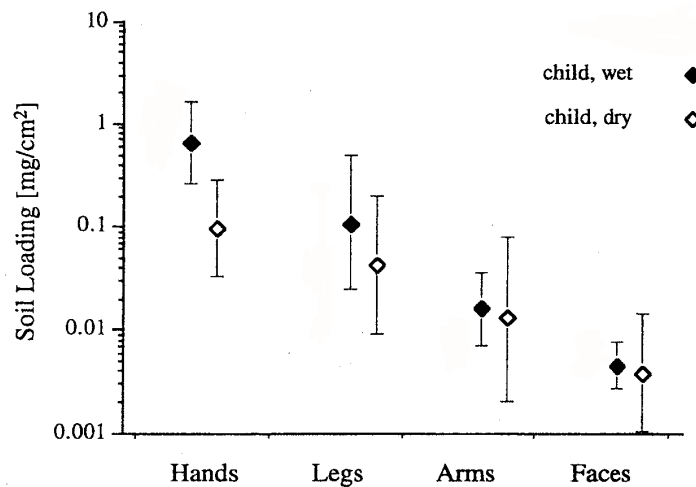 10
1
0.1
0.01
0.001
Soil Loading [mg/cm²]
child, wet
child, dry
Hands Legs Arms Faces